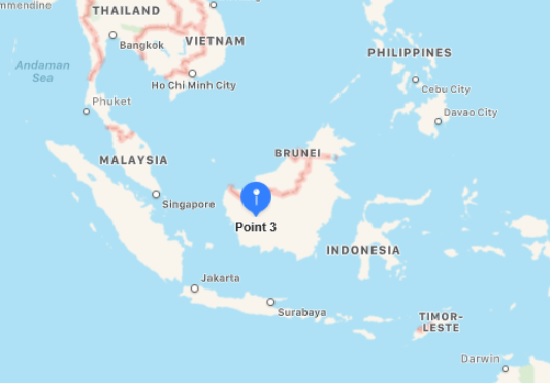 mmendine
THAILAND
VIETNAM
Bangkok
Andaman
Sea
PHILIPPINES
Ho Chi Minh City
Cebu City
Phuket
Davao City
MALAYSIA
BRUNEI
Singapore
Point 3
INDONESIA
Jakarta
Surabaya
TIMOR-
LESTE
Darwin